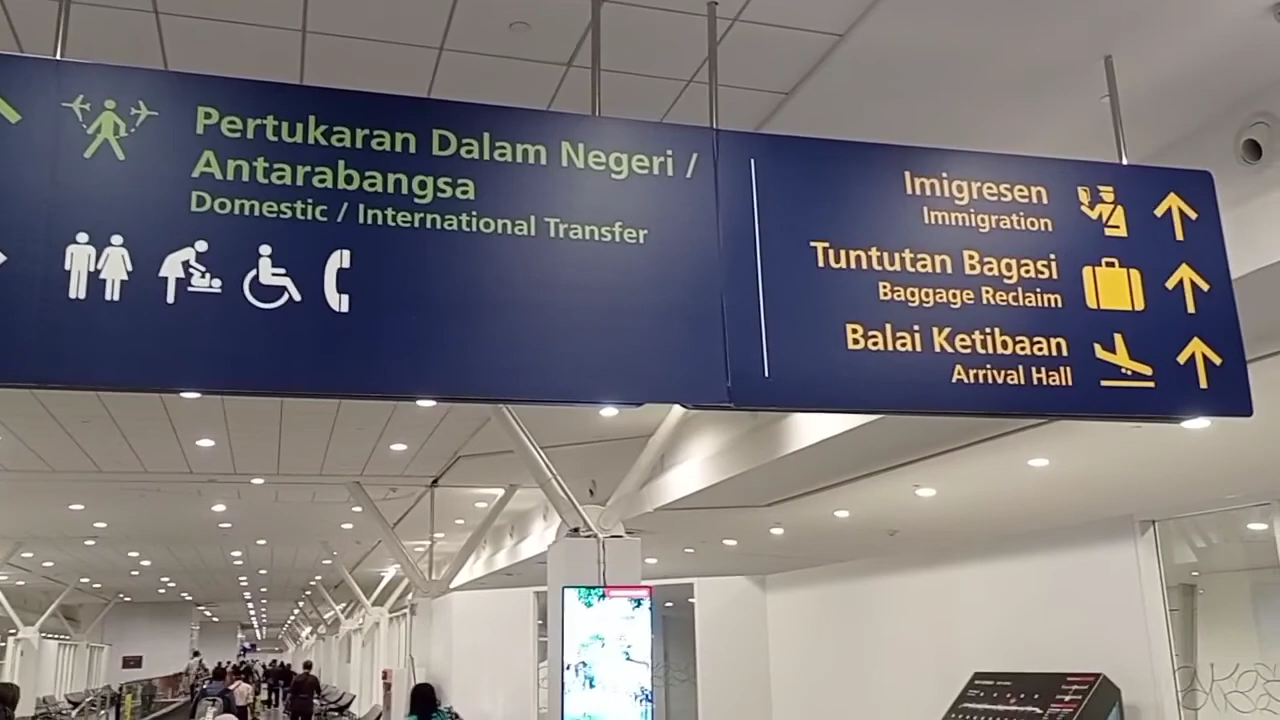 Pertukaran Dalam Negeri /
Antarabangsa
Domestic / International Transfer
Imigresen
Immigration
Tuntutan Bagasi
Baggage Reclaim
Balai Ketibaan
Arrival Hall